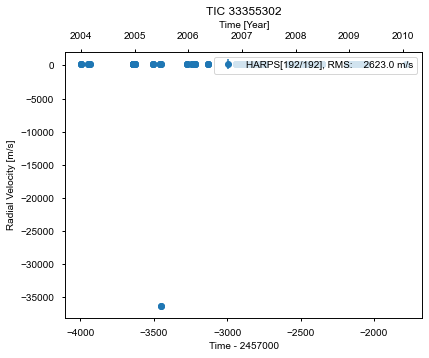 TIC 33355302
Time [Year]
2004 2005 2006 2007 2008 2009 2010
HARPS[192/192], RMS: 2623.0 m/s
0
−5000
−10000
−15000
−20000
−25000
−30000
−35000
Radial Velocity [m/s]
−4000 −3500 −3000 −2500 −2000
Time - 2457000